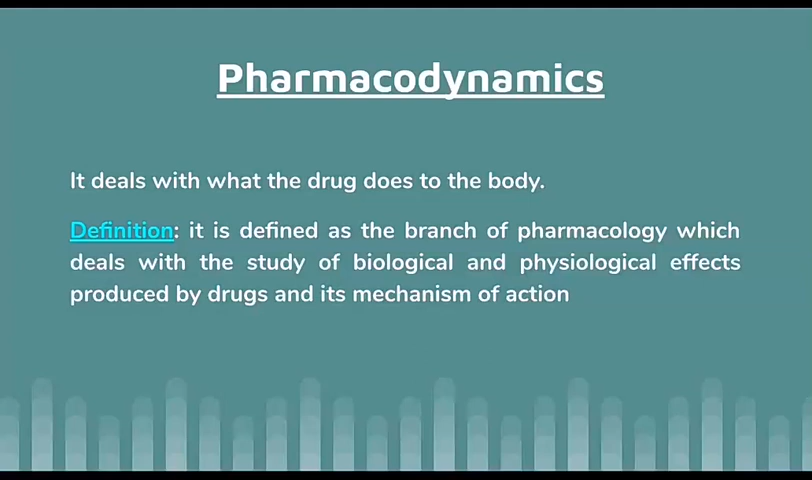 Pharmacodynamics
It deals with what the drug does to the body.
Definition: it is defined as the branch of pharmacology which
deals with the study of biological and physiological effects
produced by drugs and its mechanism of action